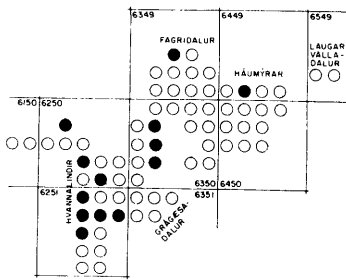 6349
6449
6549
FAGRIDALUR
HÁUMÝRAR
LAUGAR
VALLA-
DALUR
6150
6250
6251
HVANNALINDIR
6350
6450
6351
GRÁGÆSA-
DALUR